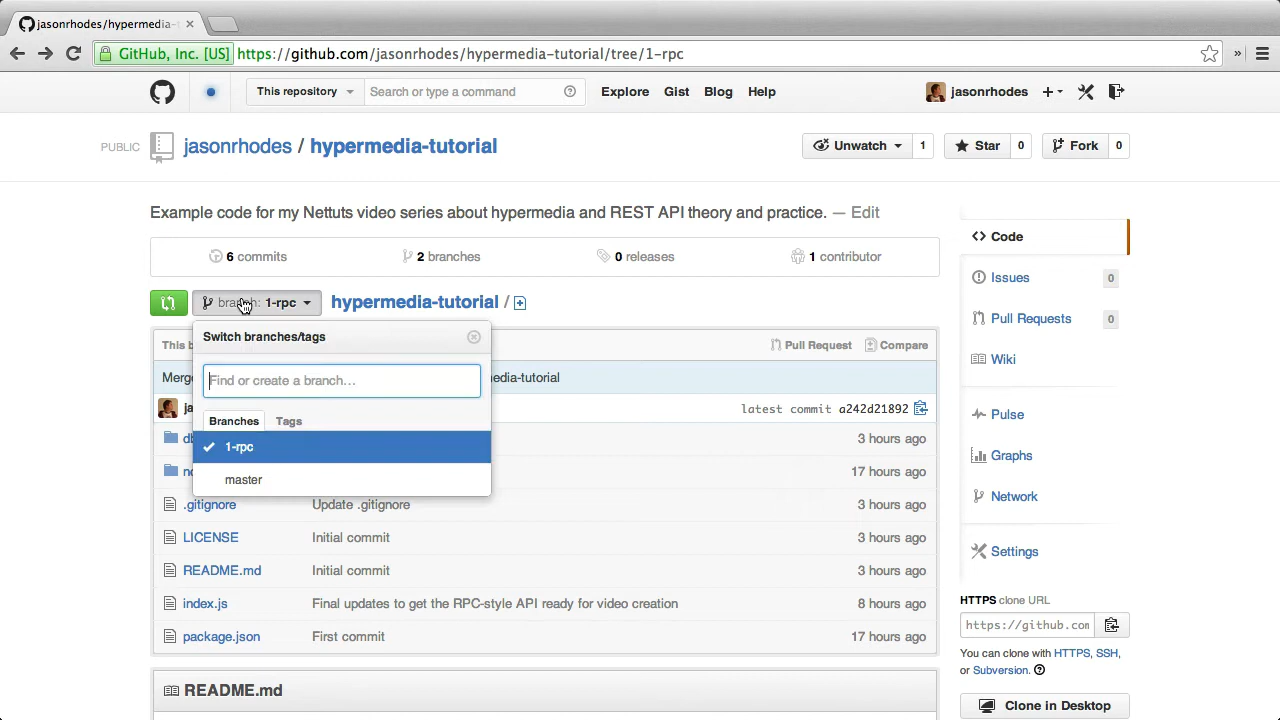 jasonrhodes/hypermedia-
GitHub, Inc. [US] https://github.com/jasonrhodes/hypermedia-tutorial/tree/1-rpc
This repository Search or type a command Explore Gist Blog Help jasonrhodes
PUBLIC jasonrhodes / hypermedia-tutorial Unwatch 1 Star 0 Fork 0
Example code for my Nettuts video series about hypermedia and REST API theory and practice. — Edit
6 commits 2 branches 0 releases 1 contributor
branch: 1-rpc hypermedia-tutorial /
Switch branches/tags
Find or create a branch…
Branches Tags
1-rpc
master
This b
Pull Request Compare
Merg
edia-tutorial
ja
latest commit a242d21892
db
3 hours ago
no
17 hours ago
.gitignore Update .gitignore 3 hours ago
LICENSE Initial commit 3 hours ago
README.md Initial commit 3 hours ago
index.js Final updates to get the RPC-style API ready for video creation 8 hours ago
package.json First commit 17 hours ago
README.md
Code
Issues 0
Pull Requests 0
Wiki
Pulse
Graphs
Network
Settings
HTTPS clone URL
https://github.com
You can clone with HTTPS, SSH,
or Subversion.
Clone in Desktop